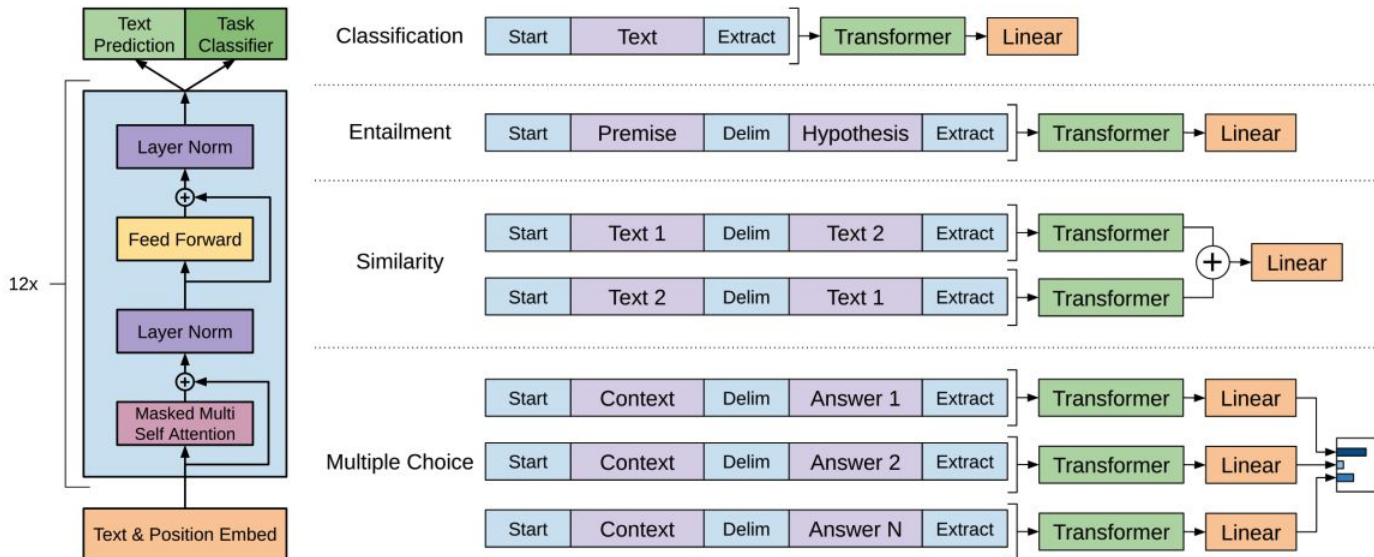 Text
Prediction
Task
Classifier
Layer Norm
Feed Forward
12x
Layer Norm
Masked Multi
Self Attention
Text & Position Embed
Classification
Start
Text
Extract
Transformer
Linear
Entailment
Start
Premise
Delim
Hypothesis
Extract
Transformer
Linear
Similarity
Start
Text 1
Delim
Text 2
Extract
Transformer
Start
Text 2
Delim
Text 1
Extract
Transformer
Linear
Multiple Choice
Start
Context
Delim
Answer 1
Extract
Transformer
Linear
Start
Context
Delim
Answer 2
Extract
Transformer
Linear
Start
Context
Delim
Answer N
Extract
Transformer
Linear